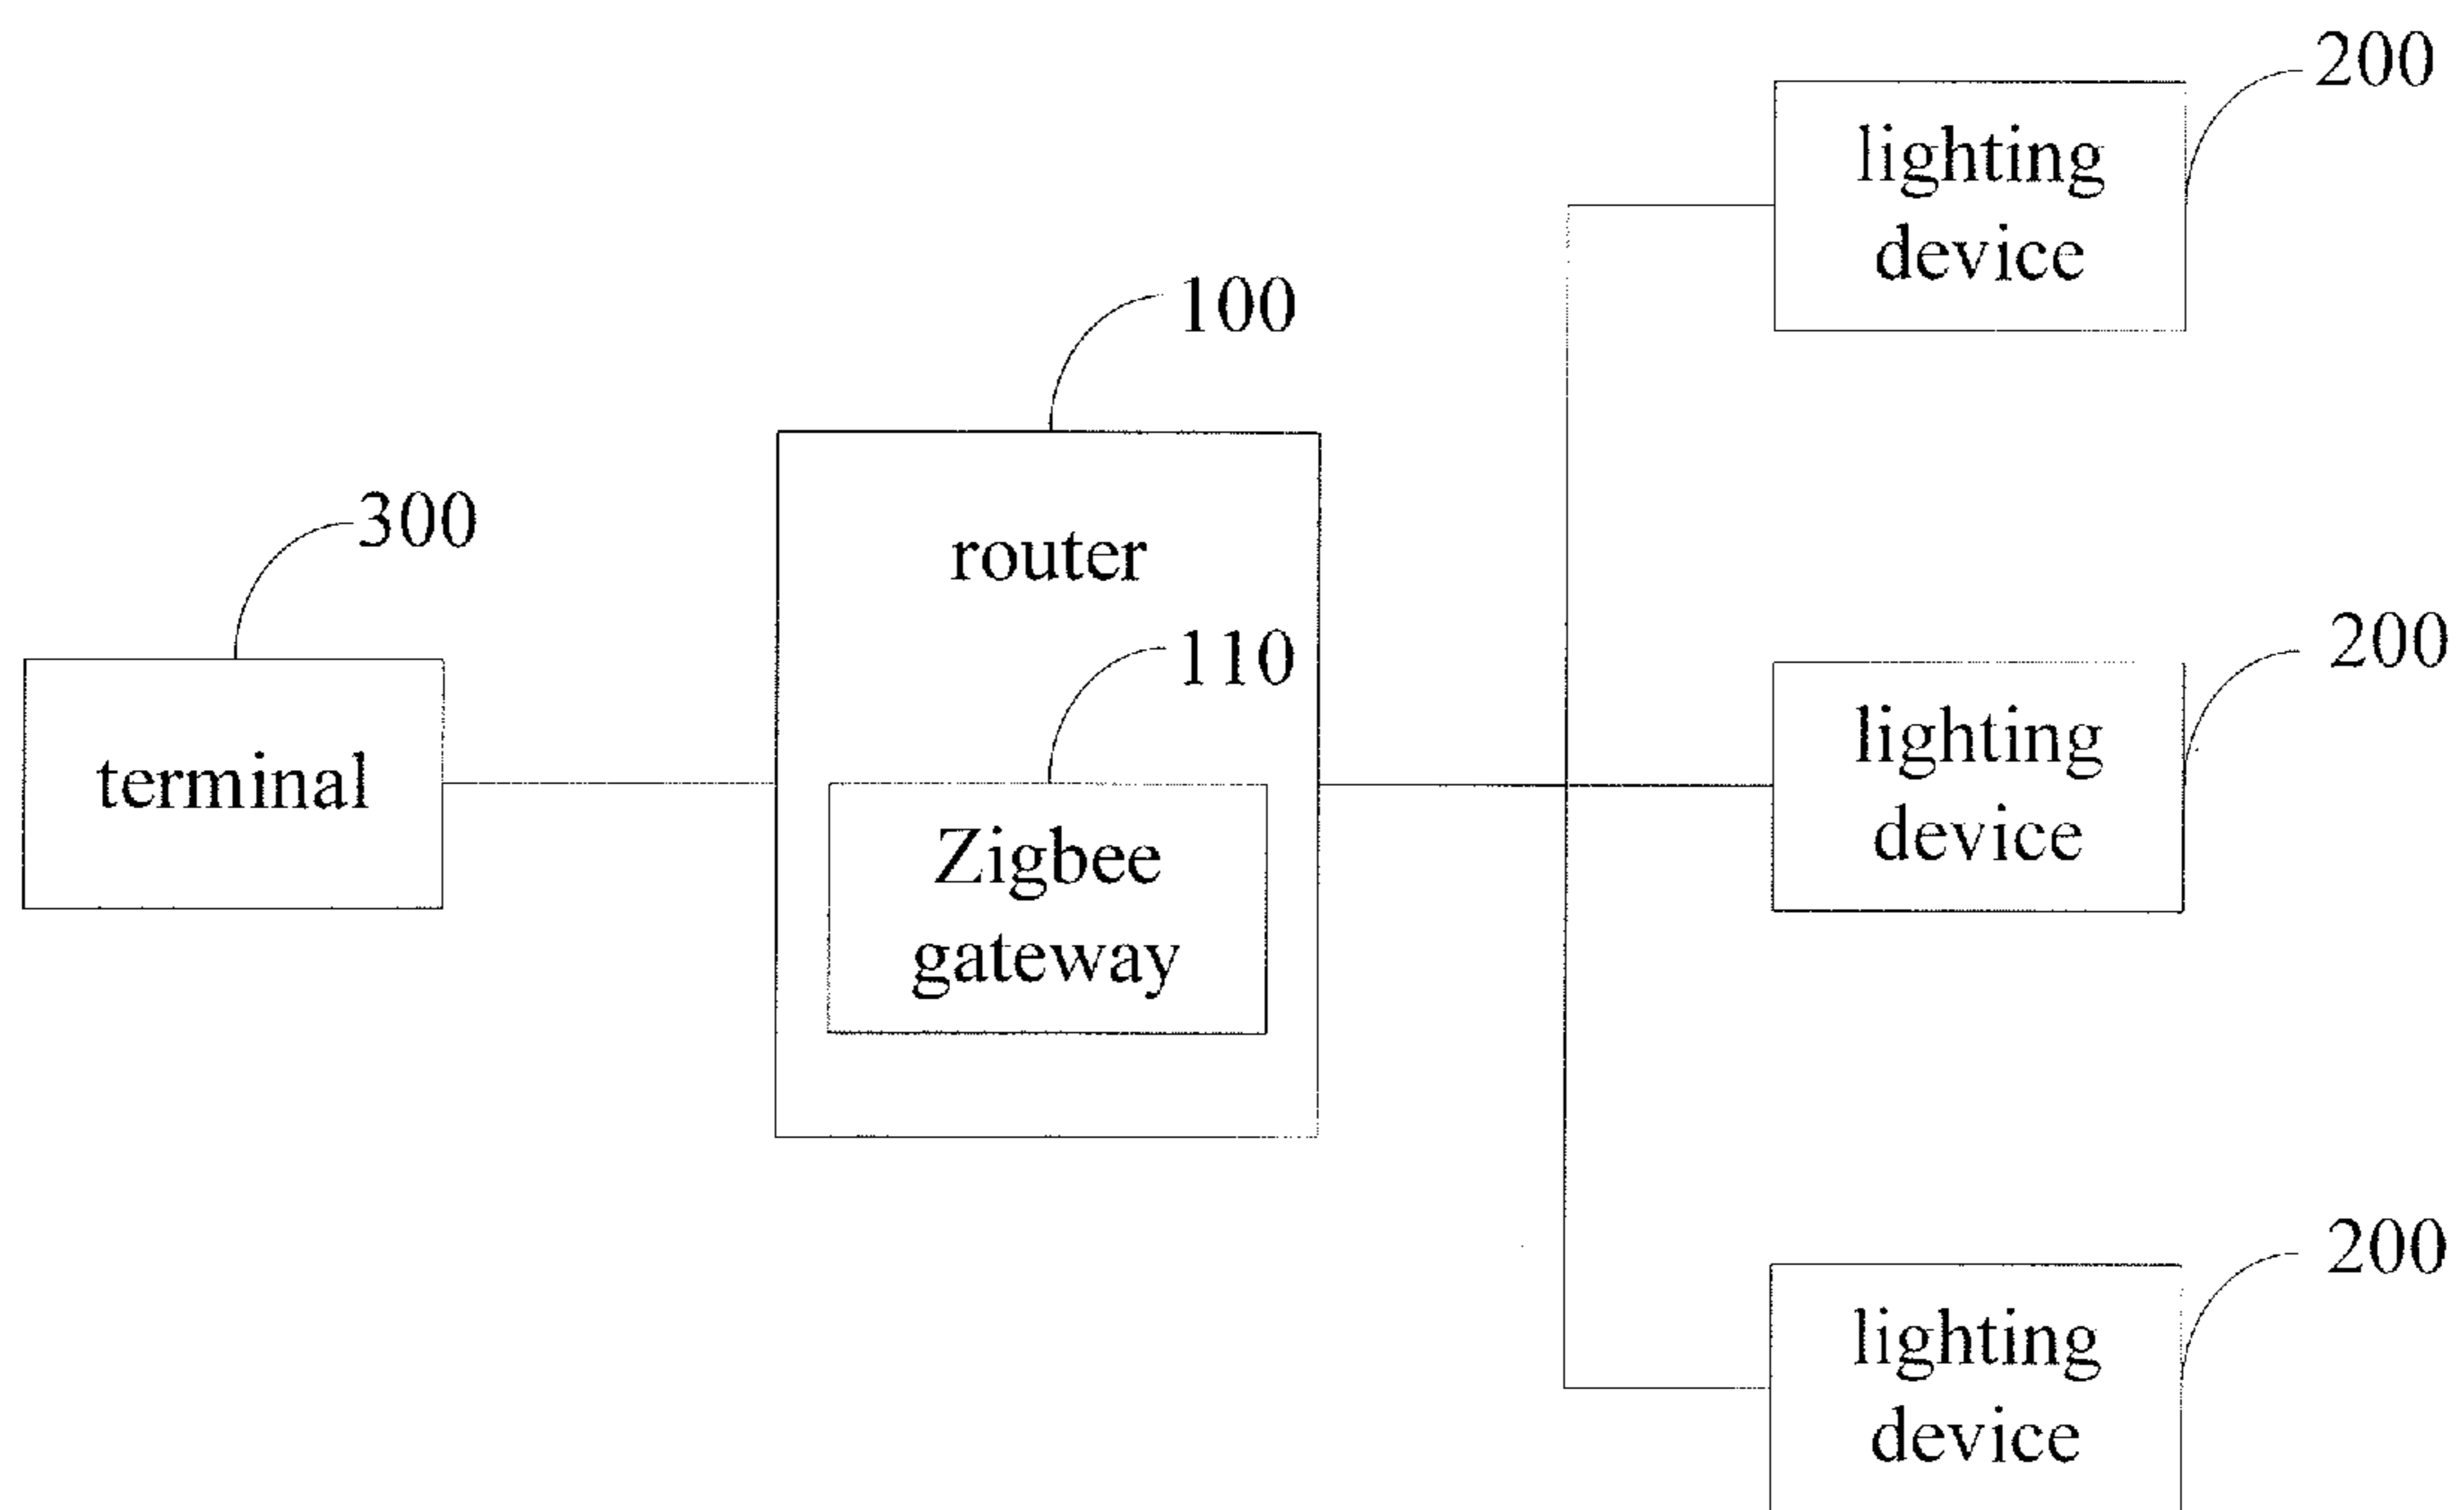 200
lighting
device
100
300
router
110
200
terminal
lighting
device
Zigbee
gateway
200
lighting
device